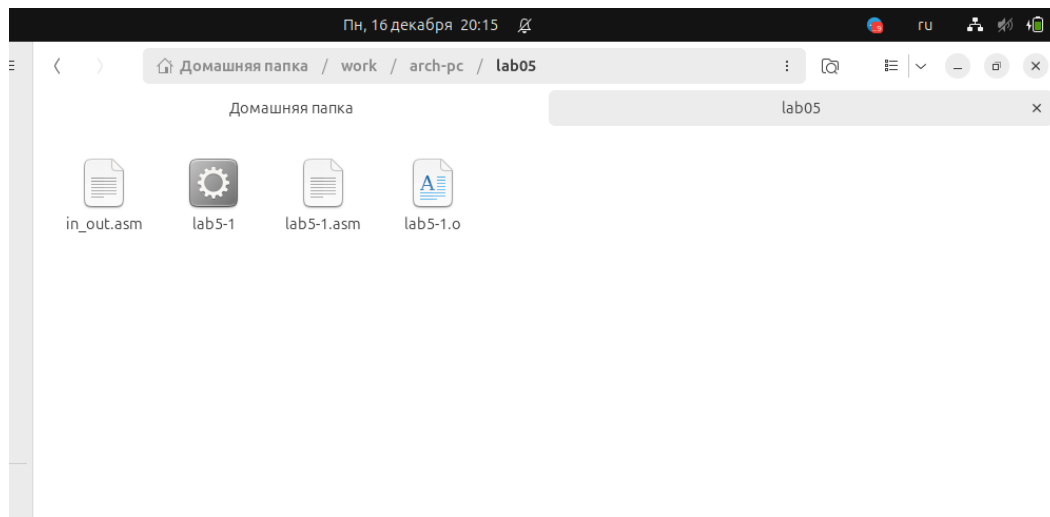 Пн, 16 декабря 20:15 ru
Домашняя папка / work / arch-pc / lab05
Домашняя папка lab05
in_out.asm lab5-1 lab5-1.asm lab5-1.o